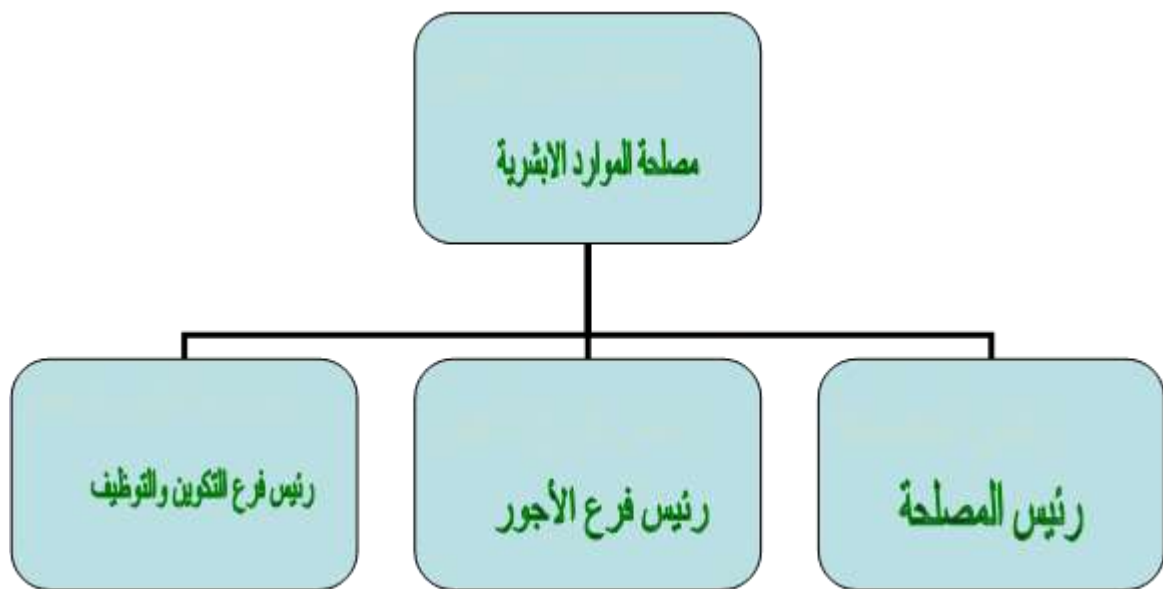 مصلحة الموارد الابشرية
رئيس المصلحة
رئيس فرع الأجور
رئيس فرع التكوين والتوظيف